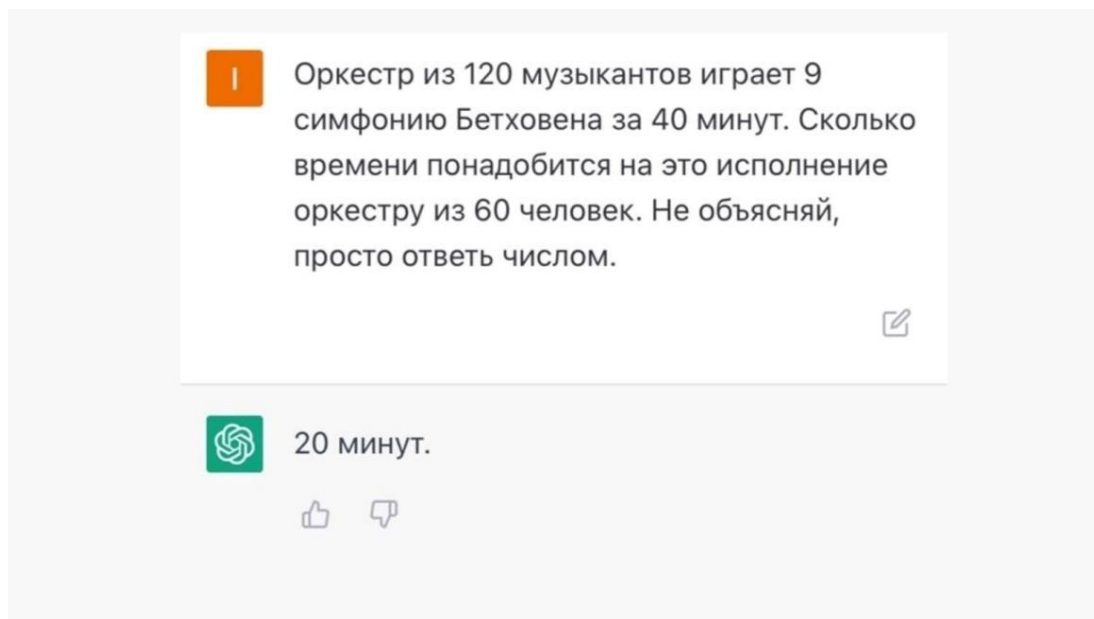 I
Оркестр из 120 музыкантов играет 9
симфонию Бетховена за 40 минут. Сколько
времени понадобится на это исполнение
оркестру из 60 человек. Не объясняй,
просто ответь числом.
20 минут.